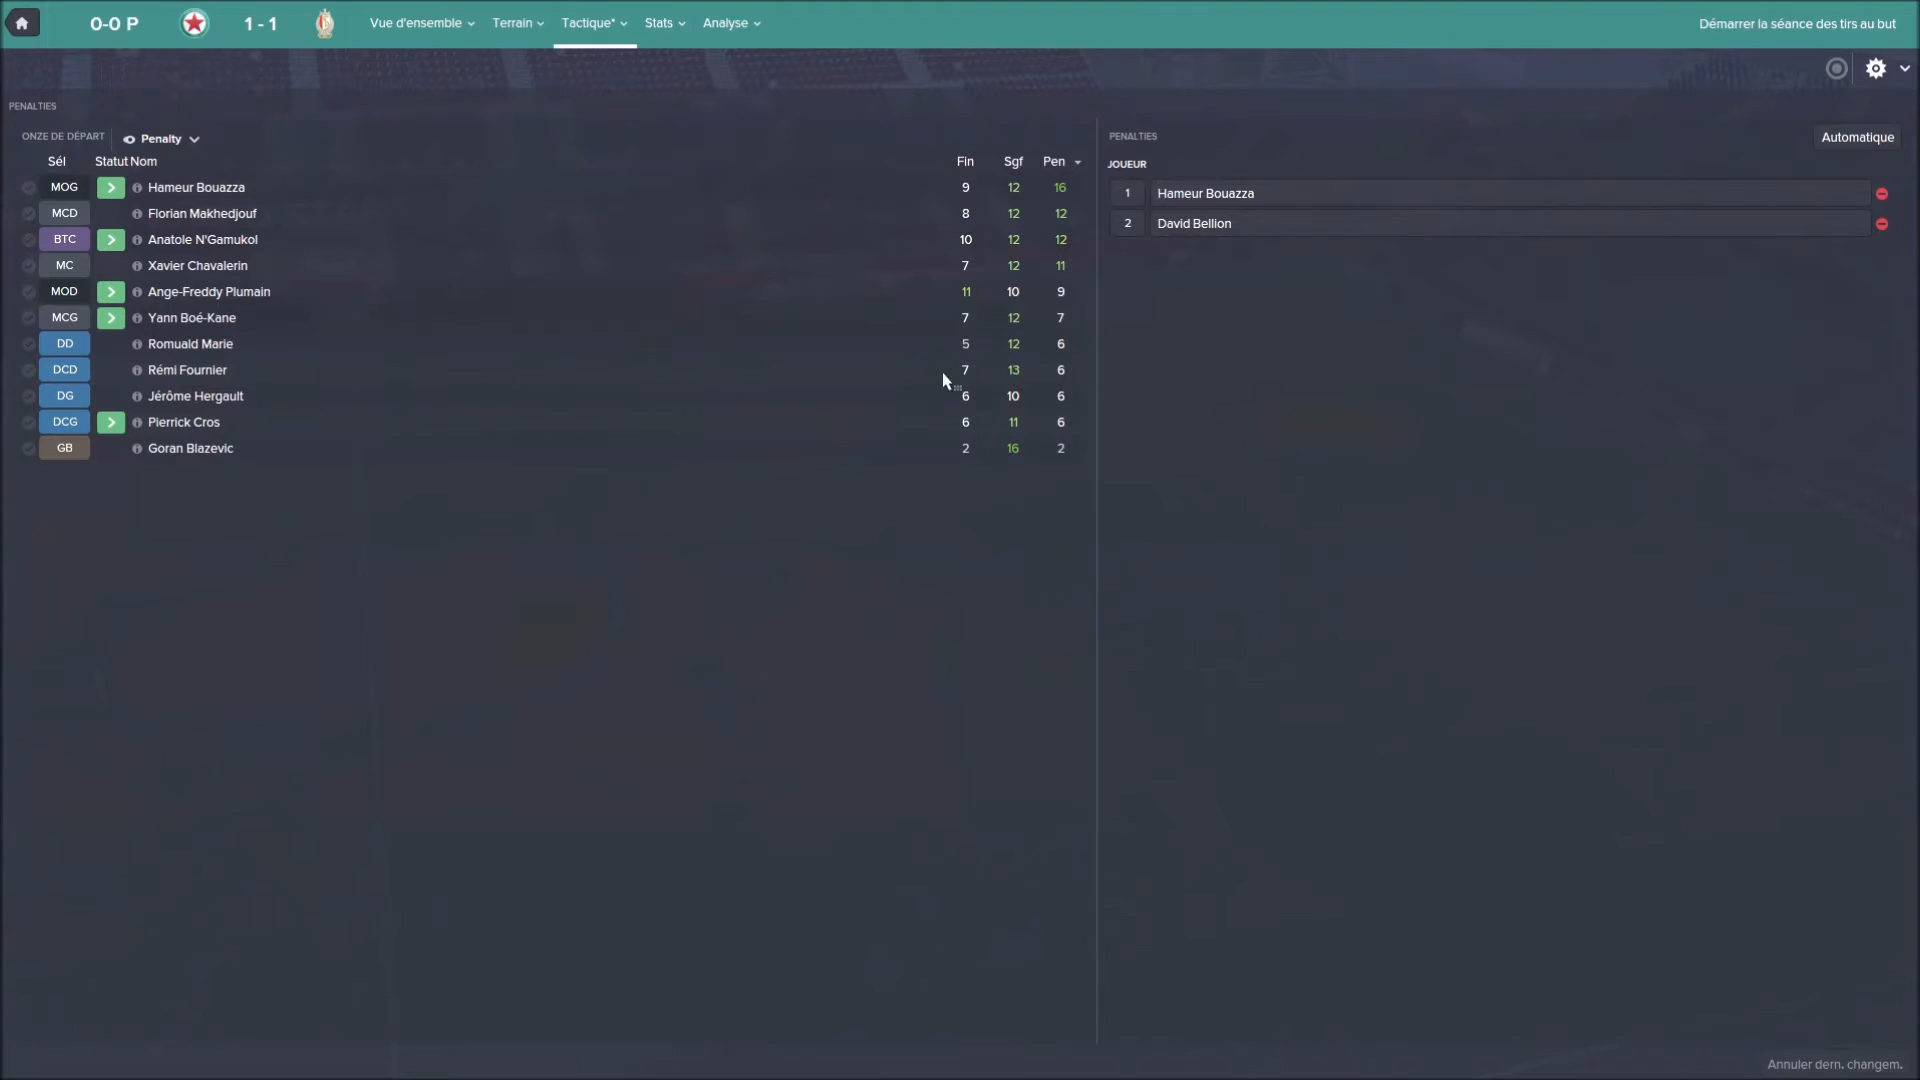 0-0 P 1 - 1 Vue d'ensemble Terrain Tactique* Stats Analyse Démarrer la séance des tirs au but
PENALTIES
ONZE DE DÉPART Penalty
Sél Statut Nom Fin Sgf Pen
MOG Hameur Bouazza 9 12 16
MCD Florian Makhedjouf 8 12 12
BTC Anatole N'Gamukol 10 12 12
MC Xavier Chavalerin 7 12 11
MOD Ange-Freddy Plumain 11 10 9
MCG Yann Boé-Kane 7 12 7
DD Romuald Marie 5 12 6
DCD Rémi Fournier 7 13 6
DG Jérôme Hergault 6 10 6
DCG Pierrick Cros 6 11 6
GB Goran Blazevic 2 16 2
PENALTIES Automatique
JOUEUR
1 Hameur Bouazza
2 David Bellion
Annuler dern. changem.